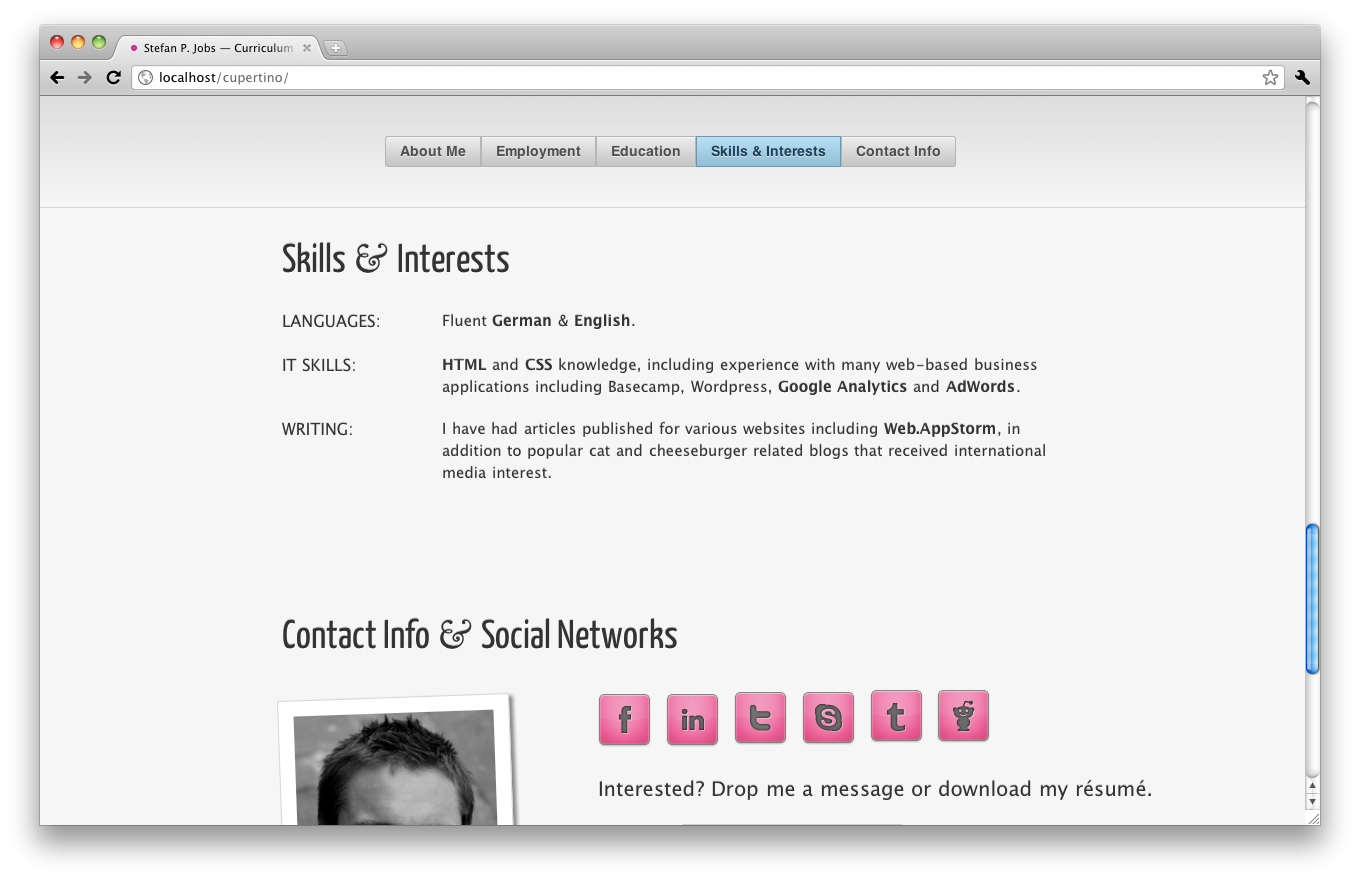 Stefan P. Jobs — Curriculum
localhost/cupertino/
About Me Employment Education Skills & Interests Contact Info
Skills & Interests
LANGUAGES: Fluent German & English.
IT SKILLS: HTML and CSS knowledge, including experience with many web-based business
applications including Basecamp, Wordpress, Google Analytics and AdWords.
WRITING: I have had articles published for various websites including Web.AppStorm, in
addition to popular cat and cheeseburger related blogs that received international
media interest.
Contact Info & Social Networks
f in t S t
Interested? Drop me a message or download my résumé.